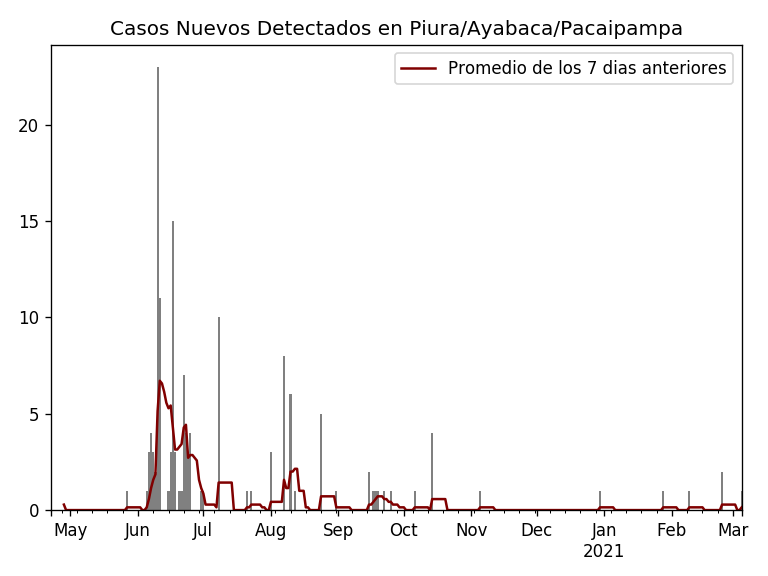 Casos Nuevos Detectados en Piura/Ayabaca/Pacaipampa
Promedio de los 7 dias anteriores
20
15
10
5
0
May Jun Jul Aug Sep Oct Nov Dec Jan Feb Mar
2021